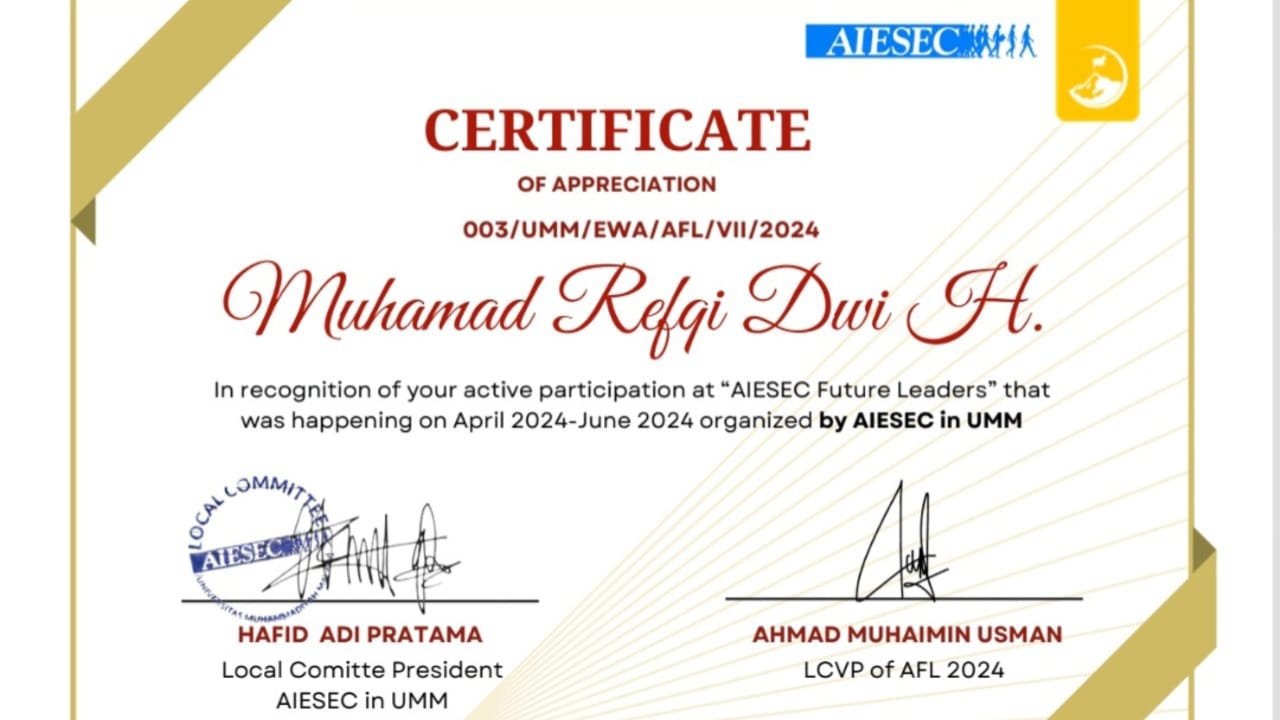 AIESEC
CERTIFICATE
OF APPRECIATION
003/UMM/EWA/AFL/VII/2024
Muhamad Refqi Dwi H.
In recognition of your active participation at “AIESEC Future Leaders” that
was happening on April 2024-June 2024 organized by AIESEC in UMM
LOCAL COMMITTEE
AIESEC
UNIVERSITAS MUHAMMADIYAH
HAFID ADI PRATAMA
Local Comitte President
AIESEC in UMM
AHMAD MUHAIMIN USMAN
LCVP of AFL 2024